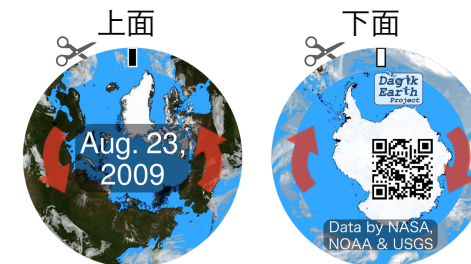 上面
下面
Aug. 23,
2009
Dagik
Earth
Project
Data by NASA,
NOAA & USGS